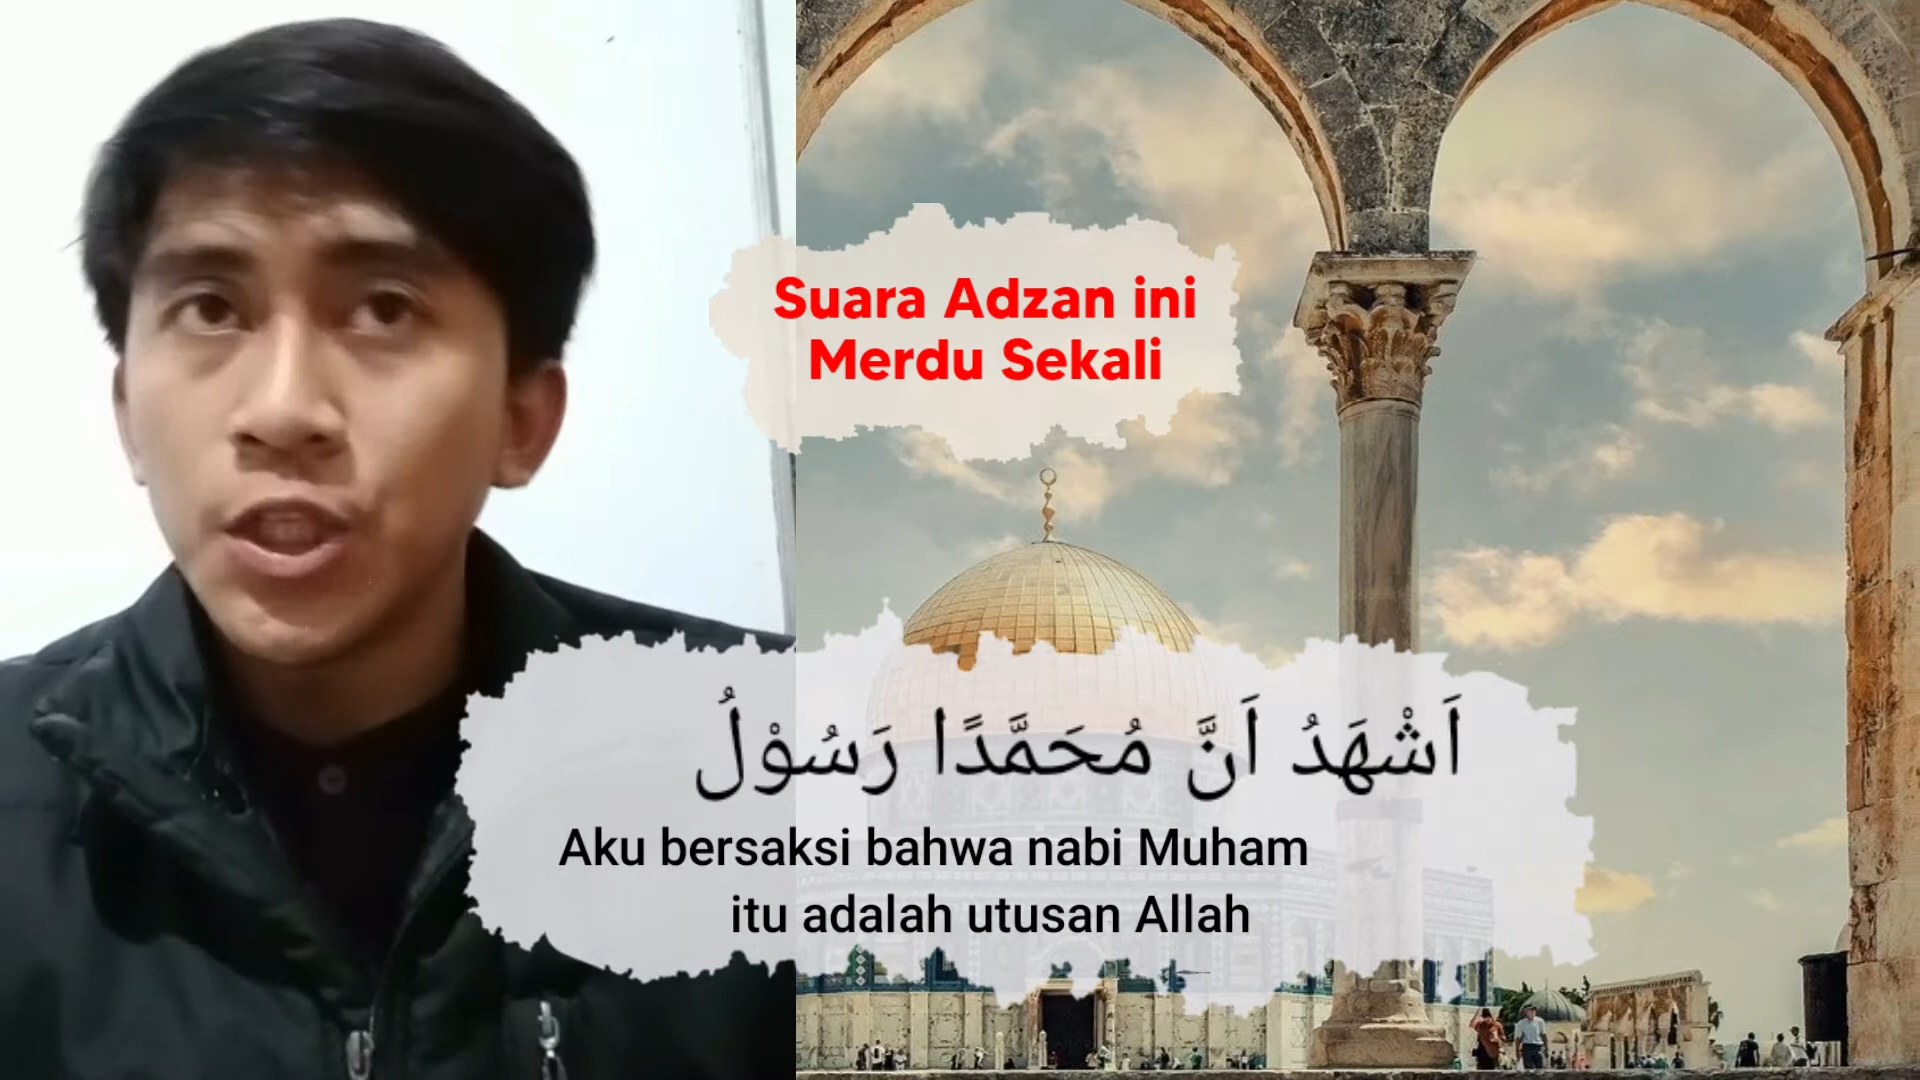 Suara Adzan ini
Merdu Sekali
اَشْهَدُ اَنَّ مُحَمَّدًا رَسُوْلُ
Aku bersaksi bahwa nabi Muham
itu adalah utusan Allah